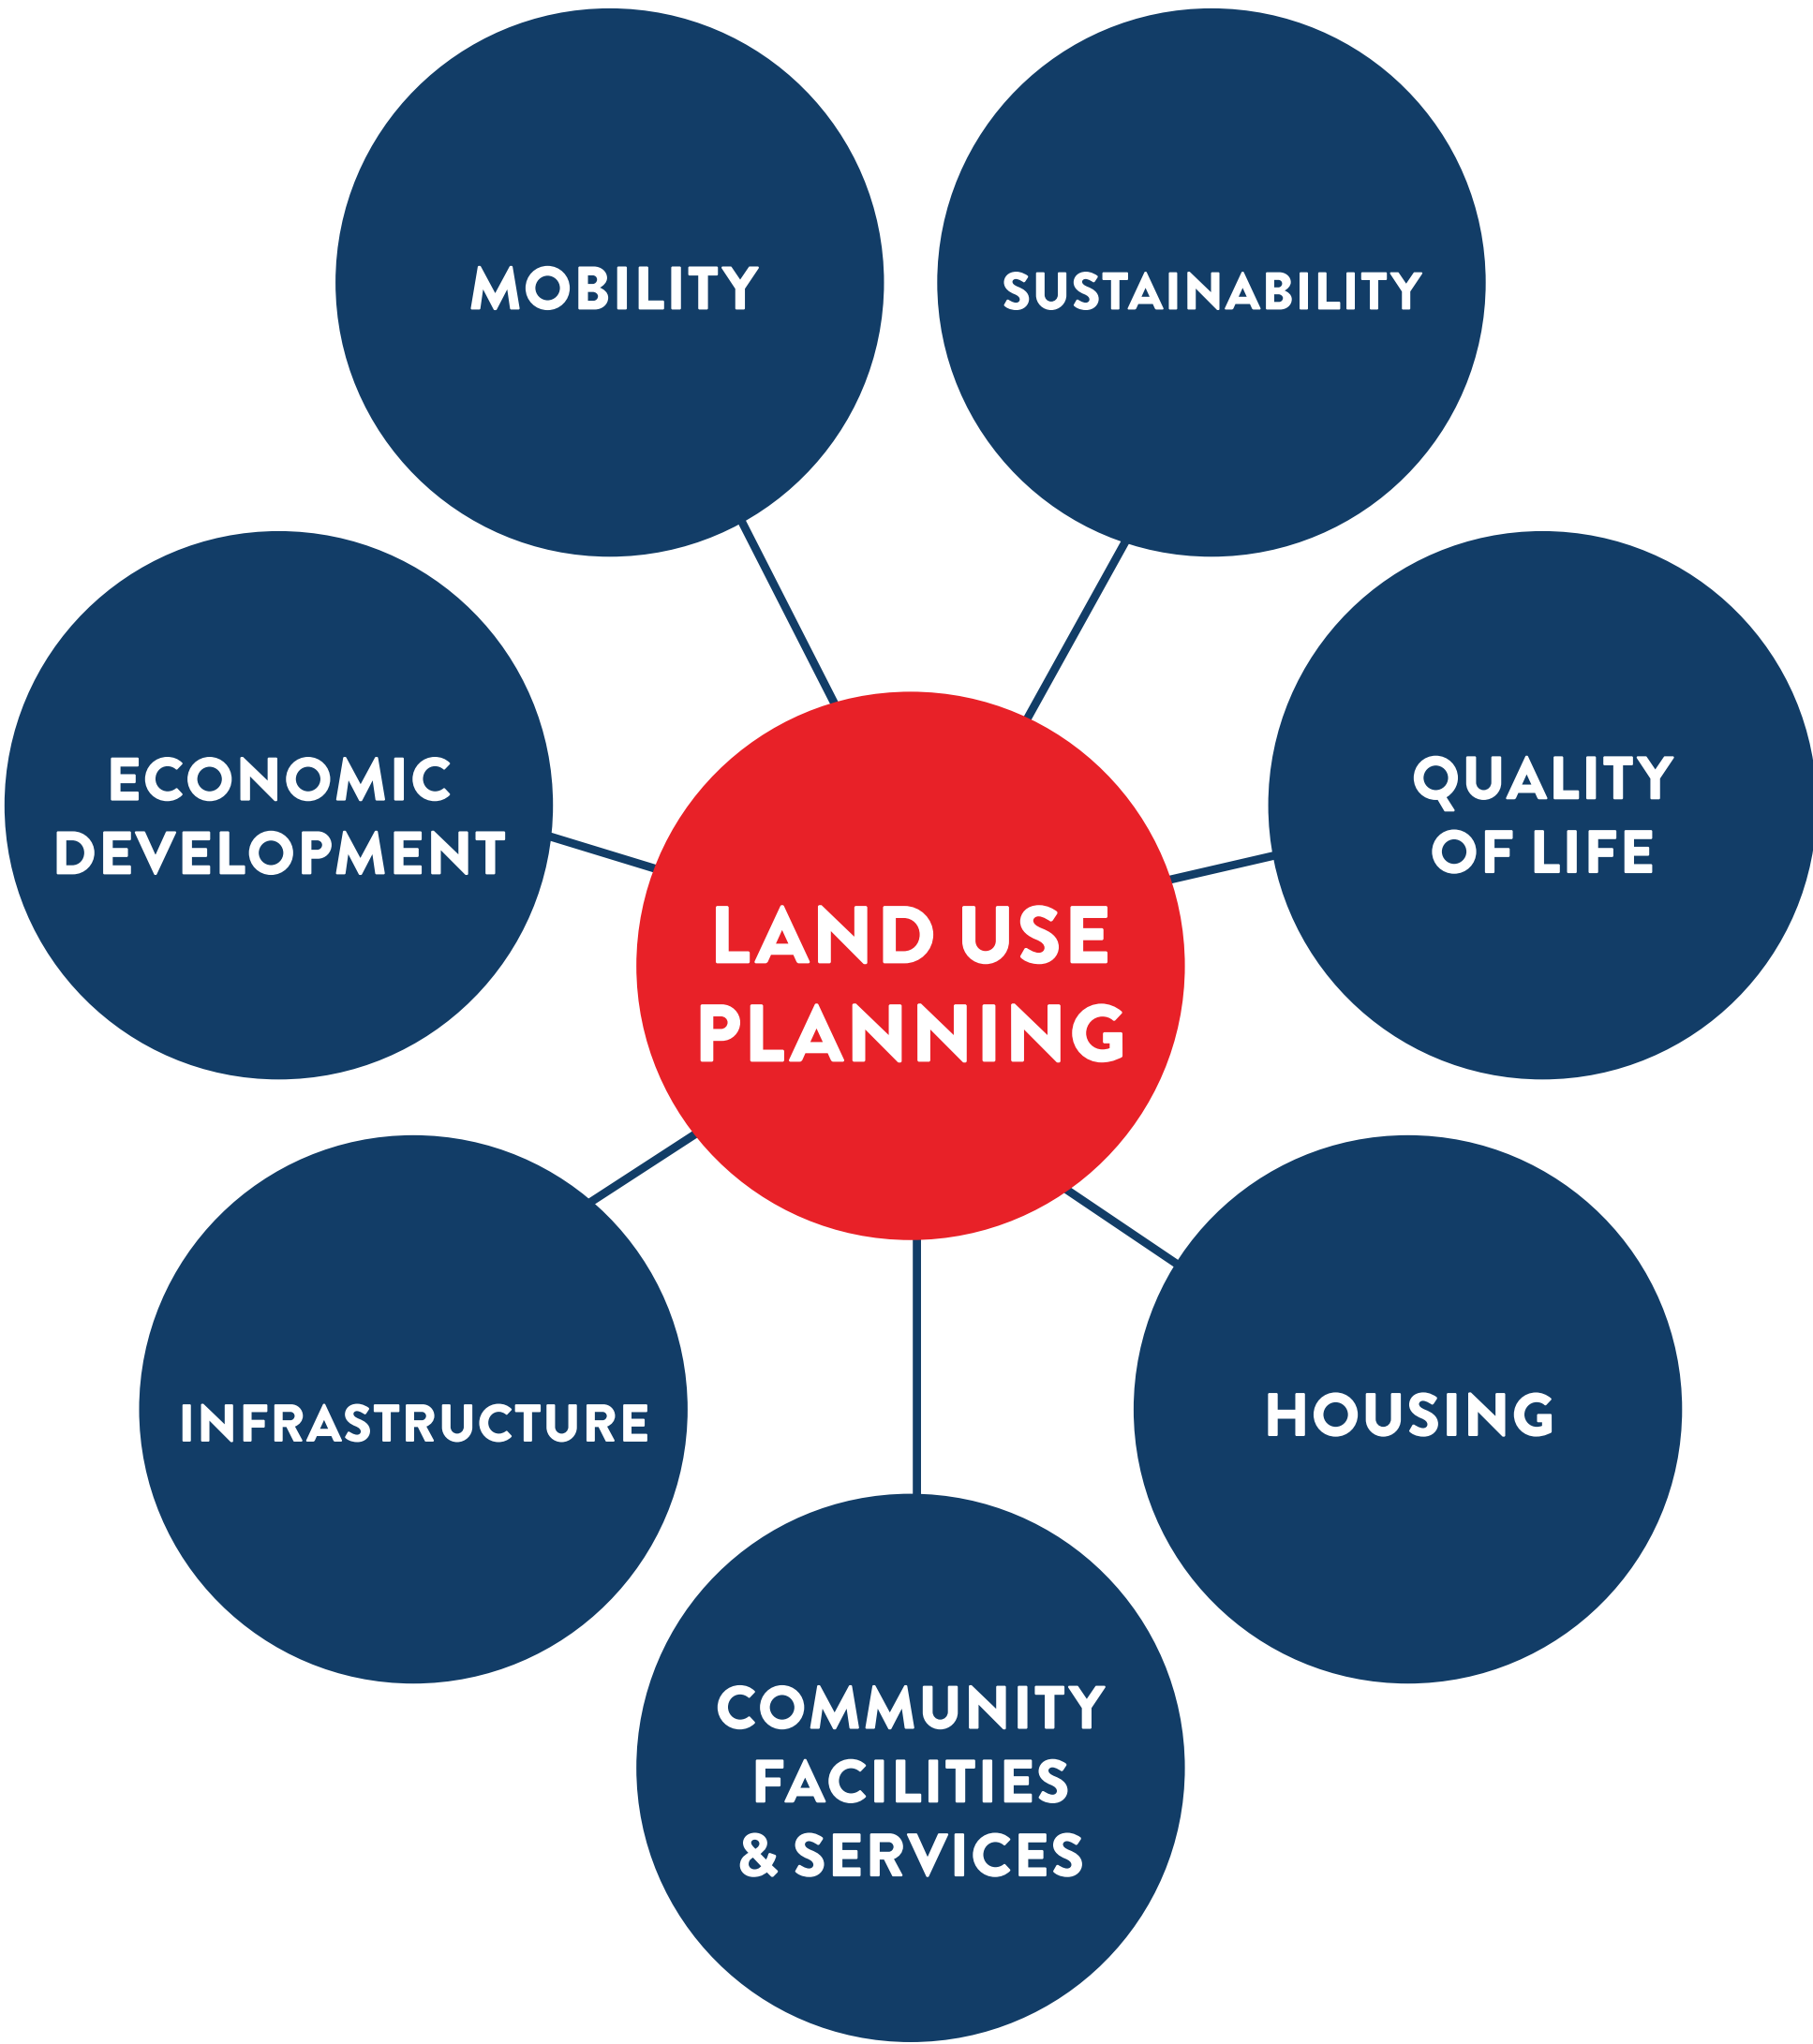 MOBILITY
SUSTAINABILITY
ECONOMIC
DEVELOPMENT
QUALITY
OF LIFE
LAND USE
PLANNING
INFRASTRUCTURE
HOUSING
COMMUNITY
FACILITIES
& SERVICES